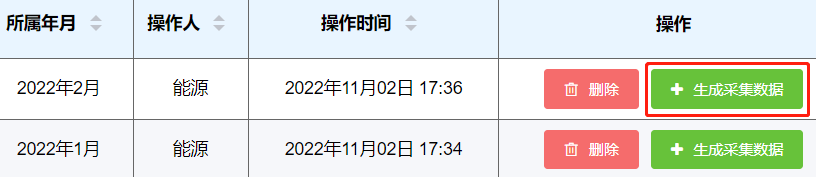 所属年月 操作人 操作时间 操作
2022年2月 能源 2022年11月02日 17:36 删除 生成采集数据
2022年1月 能源 2022年11月02日 17:34 删除 生成采集数据